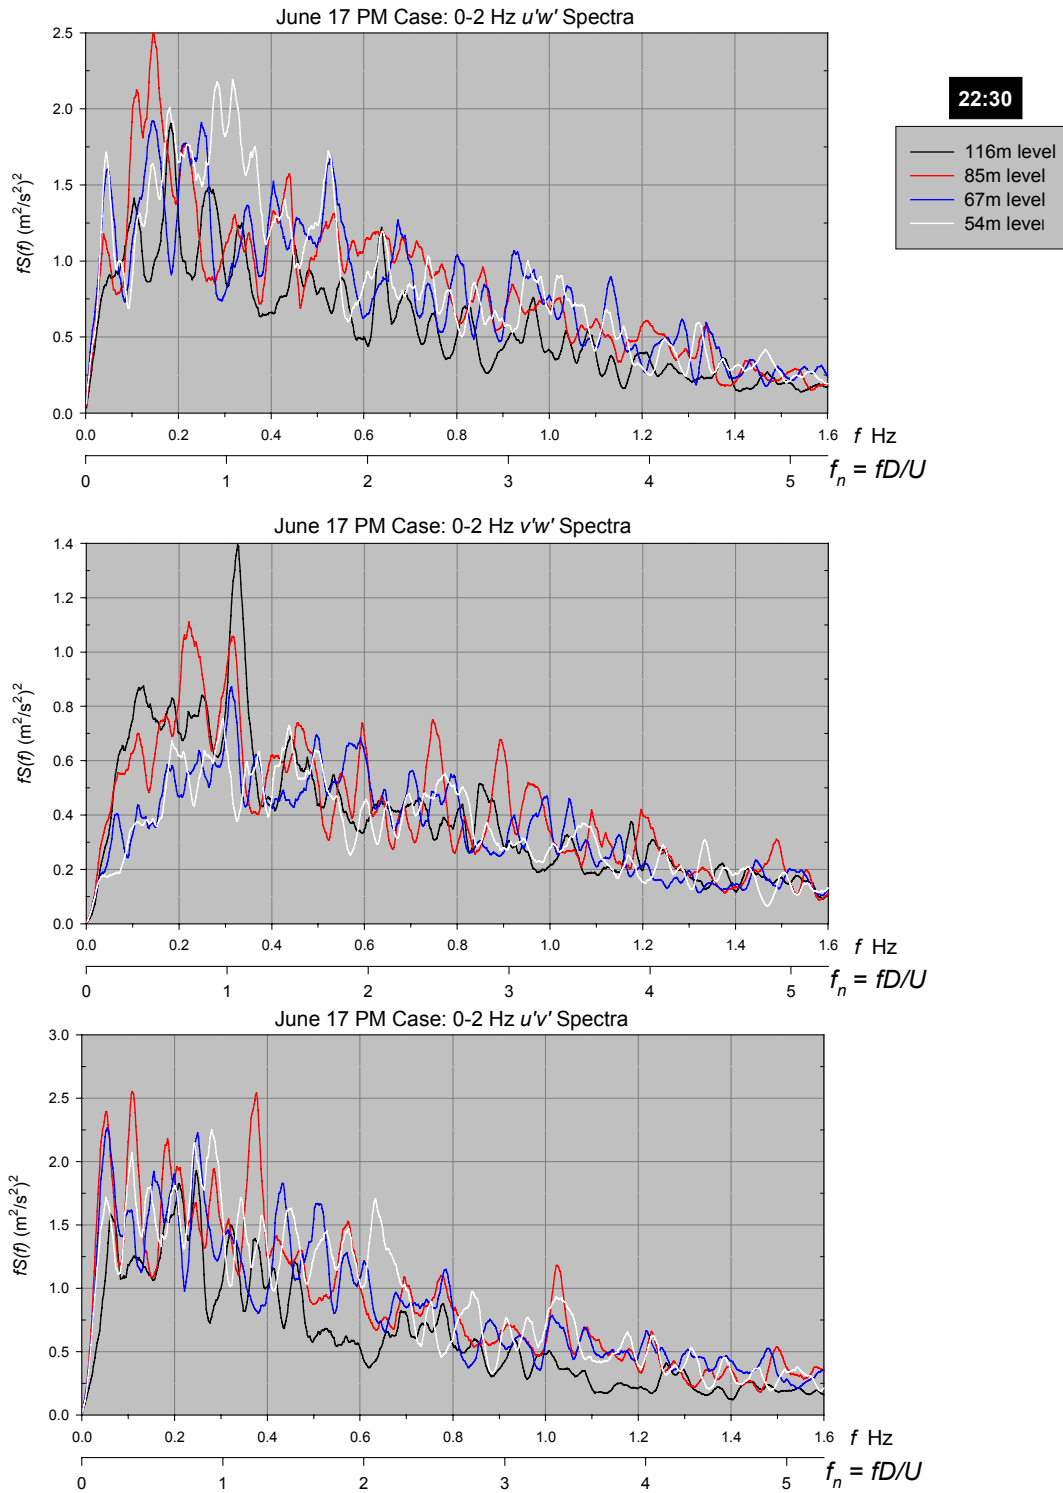 June 17 PM Case: 0-2 Hz u'w' Spectra
2.5
2.0
1.5
1.0
0.5
0.0
fS(f) (m²/s²)²
0.0 0.2 0.4 0.6 0.8 1.0 1.2 1.4 1.6
f Hz
0 1 2 3 4 5
fₙ = fD/U
22:30
116m level
85m level
67m level
54m level
June 17 PM Case: 0-2 Hz v'w' Spectra
1.4
1.2
1.0
0.8
0.6
0.4
0.2
0.0
fS(f) (m²/s²)²
0.0 0.2 0.4 0.6 0.8 1.0 1.2 1.4 1.6
f Hz
0 1 2 3 4 5
fₙ = fD/U
June 17 PM Case: 0-2 Hz u'v' Spectra
3.0
2.5
2.0
1.5
1.0
0.5
0.0
fS(f) (m²/s²)²
0.0 0.2 0.4 0.6 0.8 1.0 1.2 1.4 1.6
f Hz
0 1 2 3 4 5
fₙ = fD/U